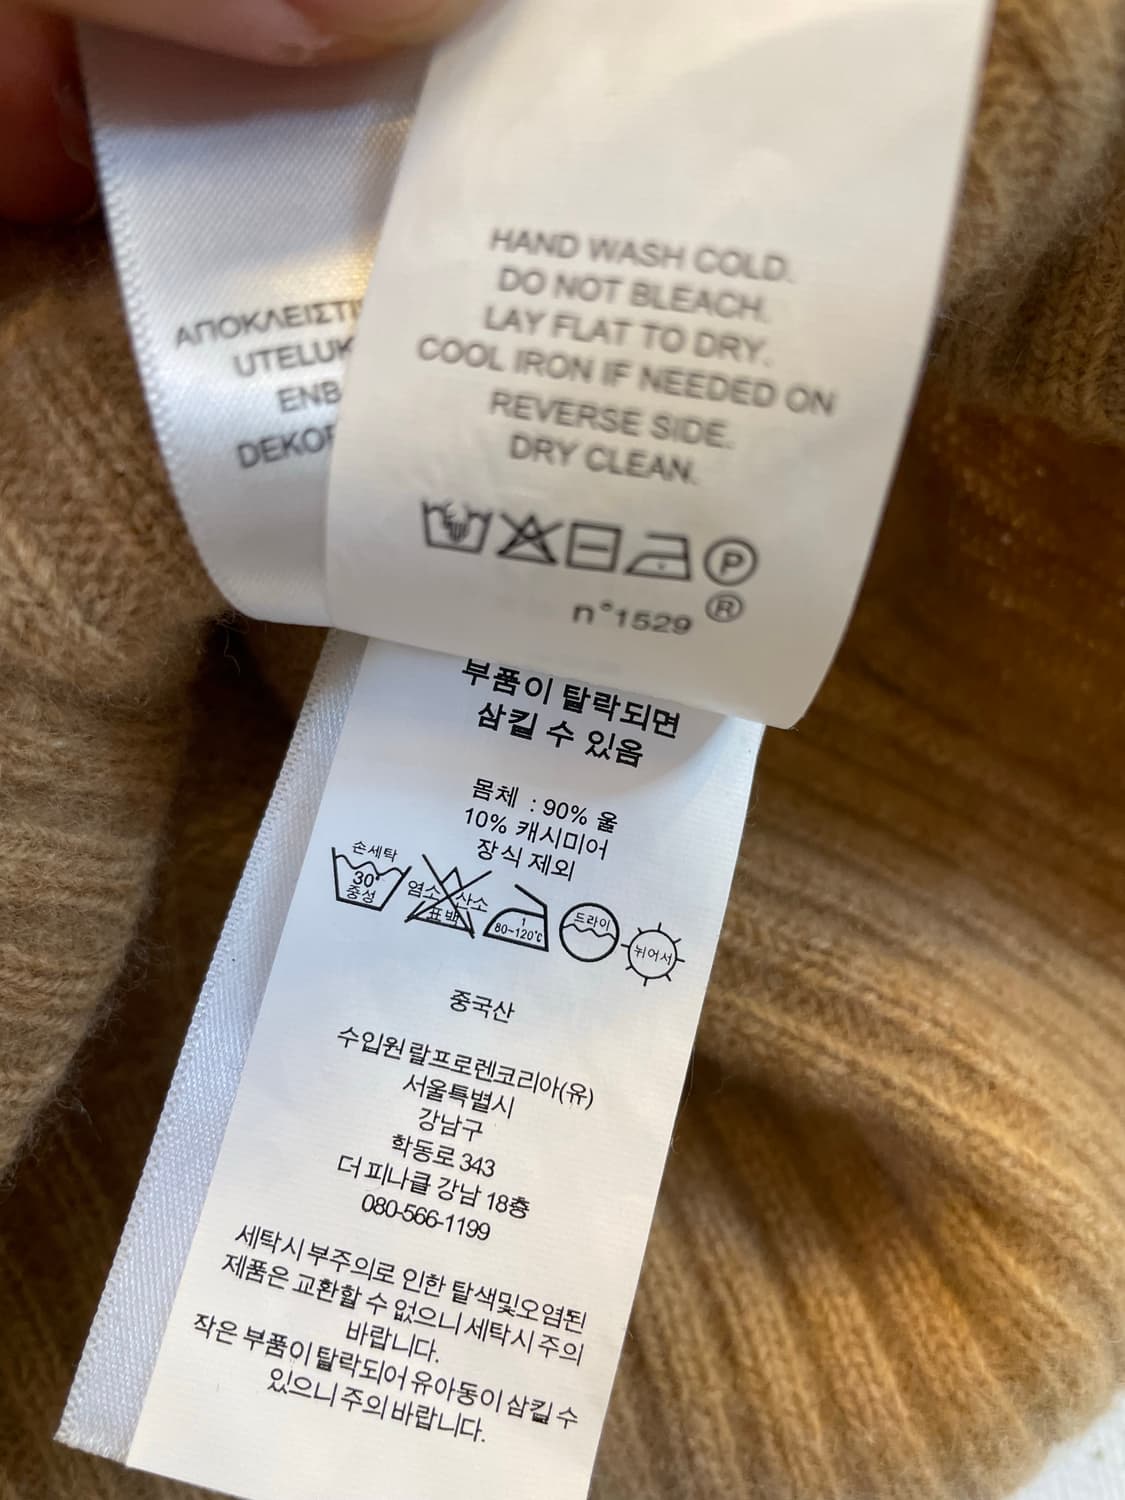 HAND WASH COLD.
DO NOT BLEACH.
LAY FLAT TO DRY.
COOL IRON IF NEEDED ON
REVERSE SIDE.
DRY CLEAN.
P
n°1529 ®
ΑΠΟΚΛΕΙΣΤΙ
UTELUK
ENB
DEKOR
부품이 탈락되면
삼킬 수 있음
몸체 : 90% 울
10% 캐시미어
장식 제외
손세탁
30°
중성
염소 산소
표백
1
80~120℃
드라이
뉘어서
중국산
수입원 랄프로렌코리아(유)
서울특별시
강남구
학동로 343
더 피나클 강남 18층
080-566-1199
세탁시 부주의로 인한 탈색및오염된
제품은 교환할 수 없으니 세탁시 주의
바랍니다.
작은 부품이 탈락되어 유아동이 삼킬 수
있으니 주의 바랍니다.